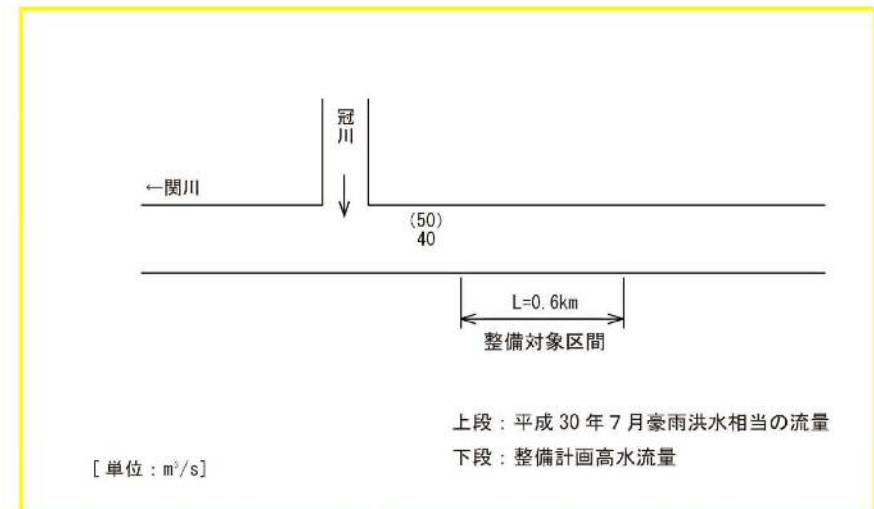 冠川
←関川
(50)
40
L=0.6km
整備対象区間
上段：平成30年7月豪雨洪水相当の流量
下段：整備計画高水流量
[単位：m³/s]